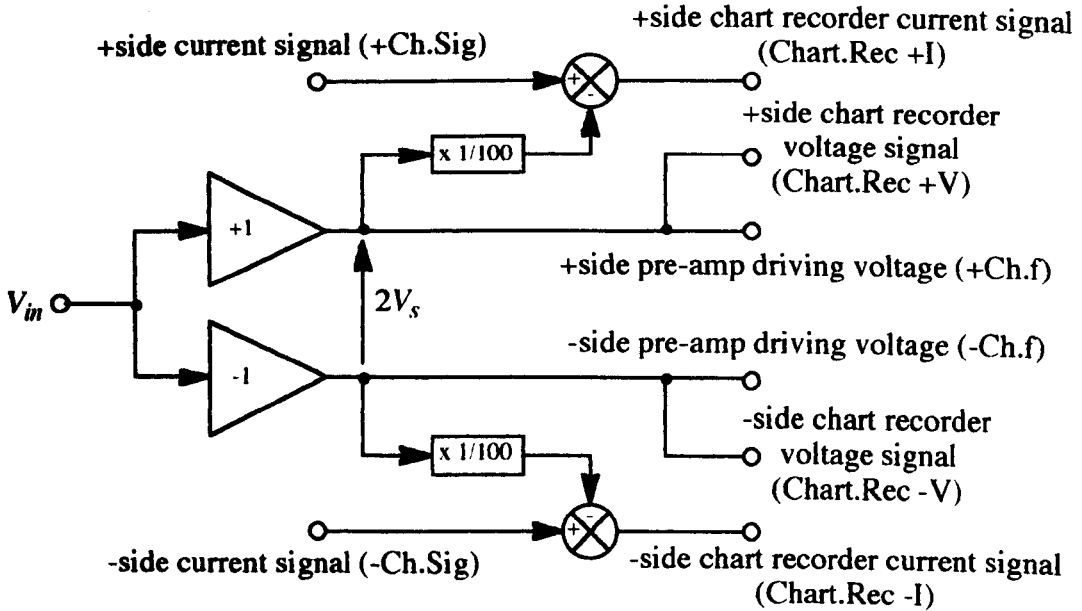 +side chart recorder current signal
(Chart.Rec +I)
+side current signal (+Ch.Sig)
+
-
+side chart recorder
voltage signal
(Chart.Rec +V)
x 1/100
+1
+side pre-amp driving voltage (+Ch.f)
Vin
2Vs
-side pre-amp driving voltage (-Ch.f)
-1
-side chart recorder
voltage signal
(Chart.Rec -V)
x 1/100
-
+
-side current signal (-Ch.Sig)
-side chart recorder current signal
(Chart.Rec -I)